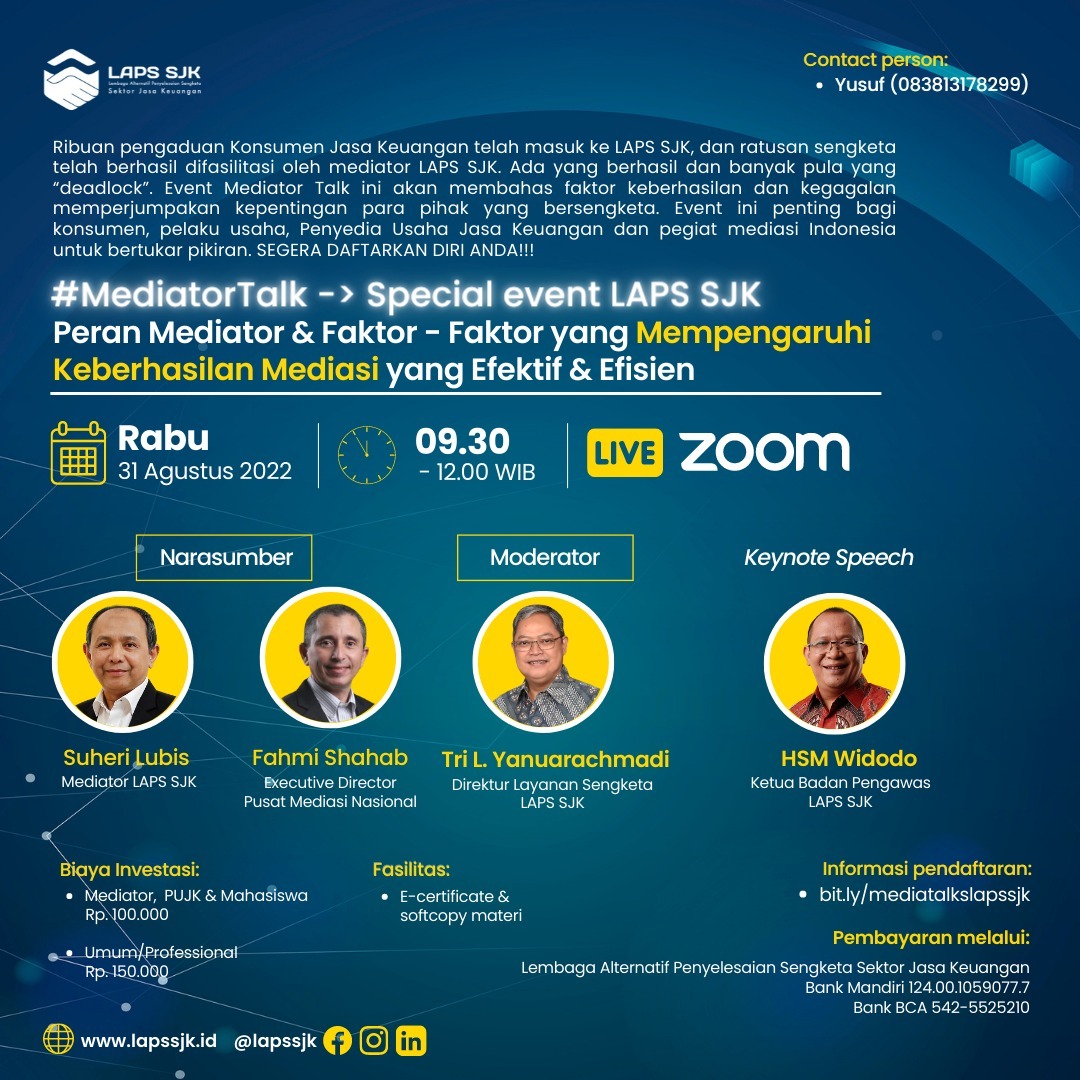 LAPS SJK
Lembaga Alternatif Penyelesaian Sengketa
Sektor Jasa Keuangan
Contact person:
• Yusuf (083813178299)
Ribuan pengaduan Konsumen Jasa Keuangan telah masuk ke LAPS SJK, dan ratusan sengketa
telah berhasil difasilitasi oleh mediator LAPS SJK. Ada yang berhasil dan banyak pula yang
“deadlock”. Event Mediator Talk ini akan membahas faktor keberhasilan dan kegagalan
memperjumpakan kepentingan para pihak yang bersengketa. Event ini penting bagi
konsumen, pelaku usaha, Penyedia Usaha Jasa Keuangan dan pegiat mediasi Indonesia
untuk bertukar pikiran. SEGERA DAFTARKAN DIRI ANDA!!!
#MediatorTalk -> Special event LAPS SJK
Peran Mediator & Faktor - Faktor yang Mempengaruhi
Keberhasilan Mediasi yang Efektif & Efisien
Rabu
31 Agustus 2022
09.30
- 12.00 WIB
LIVE zoom
Narasumber
Moderator
Keynote Speech
Suheri Lubis
Mediator LAPS SJK
Fahmi Shahab
Executive Director
Pusat Mediasi Nasional
Tri L. Yanuarachmadi
Direktur Layanan Sengketa
LAPS SJK
HSM Widodo
Ketua Badan Pengawas
LAPS SJK
Biaya Investasi:
• Mediator, PUJK & Mahasiswa
Rp. 100.000
• Umum/Professional
Rp. 150.000
Fasilitas:
• E-certificate &
softcopy materi
Informasi pendaftaran:
• bit.ly/mediatalkslapssjk
Pembayaran melalui:
Lembaga Alternatif Penyelesaian Sengketa Sektor Jasa Keuangan
Bank Mandiri 124.00.1059077.7
Bank BCA 542-5525210
www.lapssjk.id @lapssjk